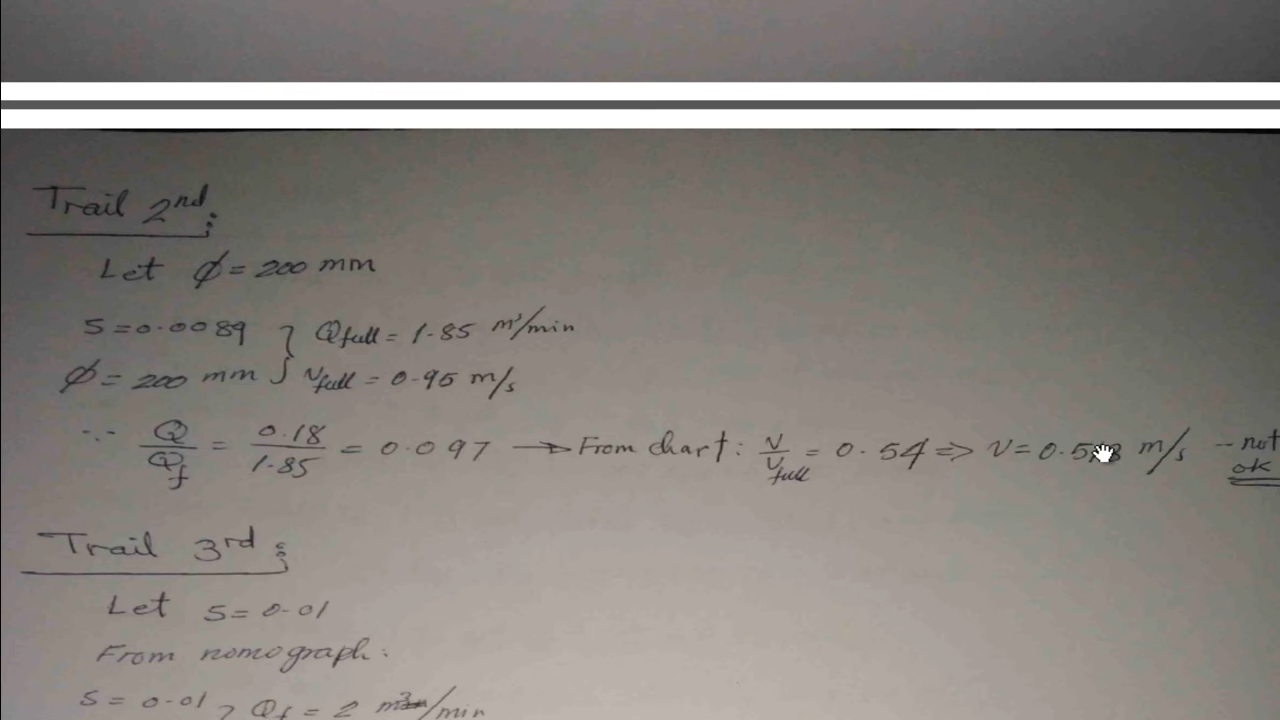 Trail 2nd:
Let ϕ = 200 mm
S = 0.0089 } Qfull = 1.85 m³/min
ϕ = 200 mm } Vfull = 0.95 m/s
∵ Q/Qf = 0.18/1.85 = 0.097 → From chart: V/Vfull = 0.54 ⇒ V = m/s -- not ok
Trail 3rd:
Let S = 0.01
From nomograph:
S = 0.01 } Qf = 2 m³/min